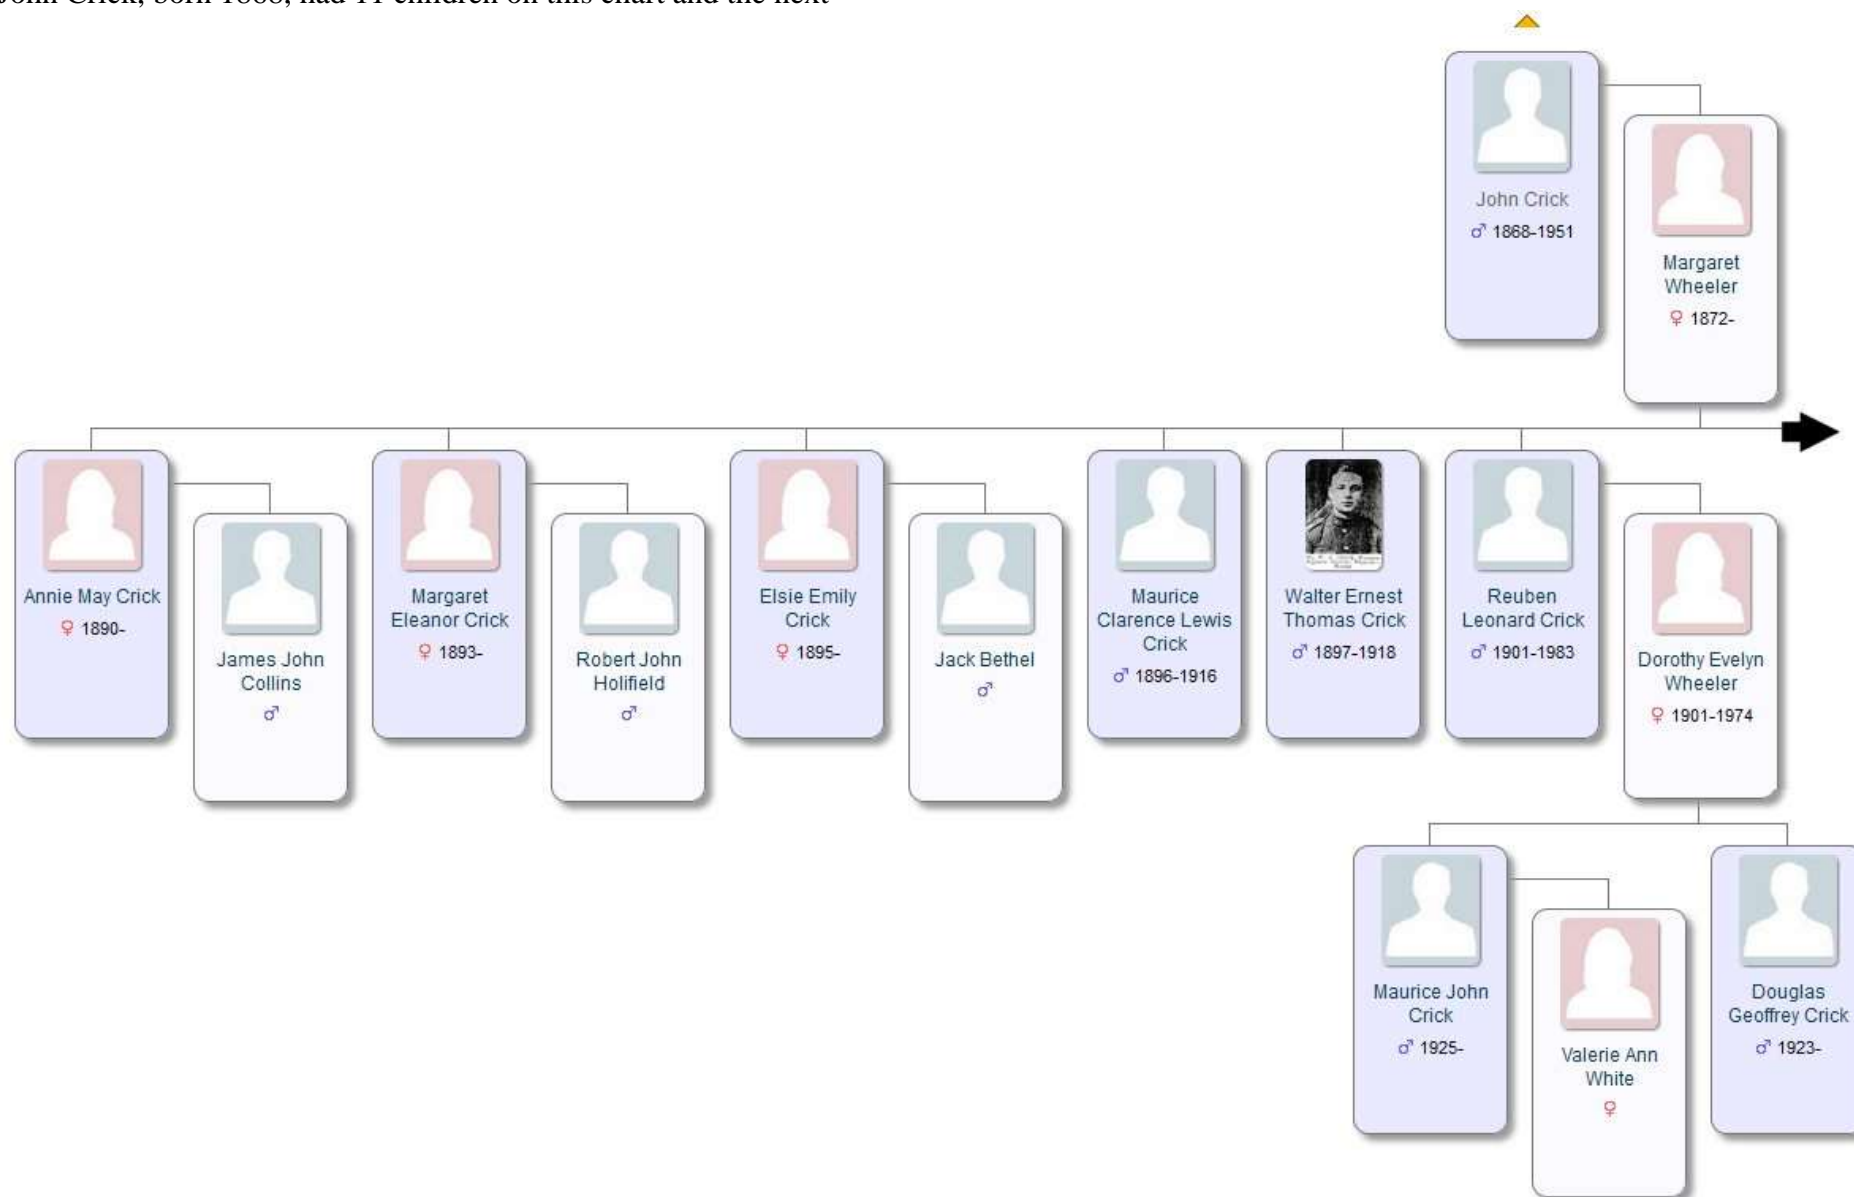 John Crick, born 1868, had 11 children on this chart and the next
John Crick
♂ 1868-1951
Margaret
Wheeler
♀ 1872-
Annie May Crick
♀ 1890-
James John
Collins
♂
Margaret
Eleanor Crick
♀ 1893-
Robert John
Holifield
♂
Elsie Emily
Crick
♀ 1895-
Jack Bethel
♂
Maurice
Clarence Lewis
Crick
♂ 1896-1916
Walter Ernest
Thomas Crick
♂ 1897-1918
Reuben
Leonard Crick
♂ 1901-1983
Dorothy Evelyn
Wheeler
♀ 1901-1974
Maurice John
Crick
♂ 1925-
Valerie Ann
White
♀
Douglas
Geoffrey Crick
♂ 1923-